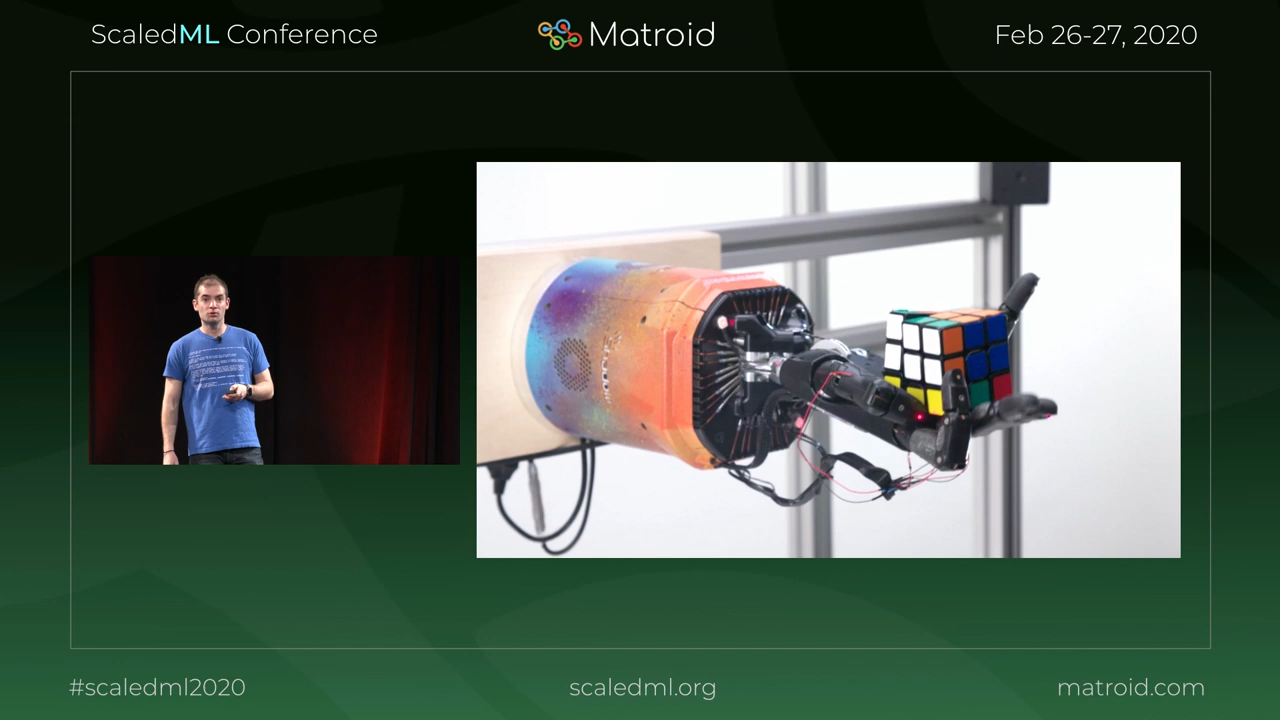 ScaledML Conference
Matroid
Feb 26-27, 2020
#scaledml2020
scaledml.org
matroid.com